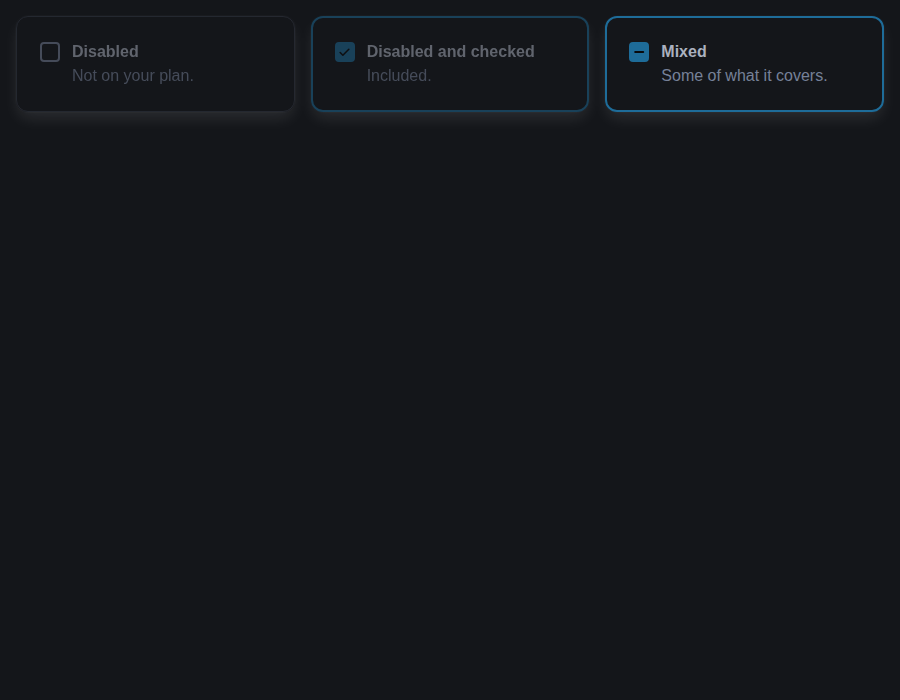 Disabled
Not on your plan.
Disabled and checked
Included.
Mixed
Some of what it covers.